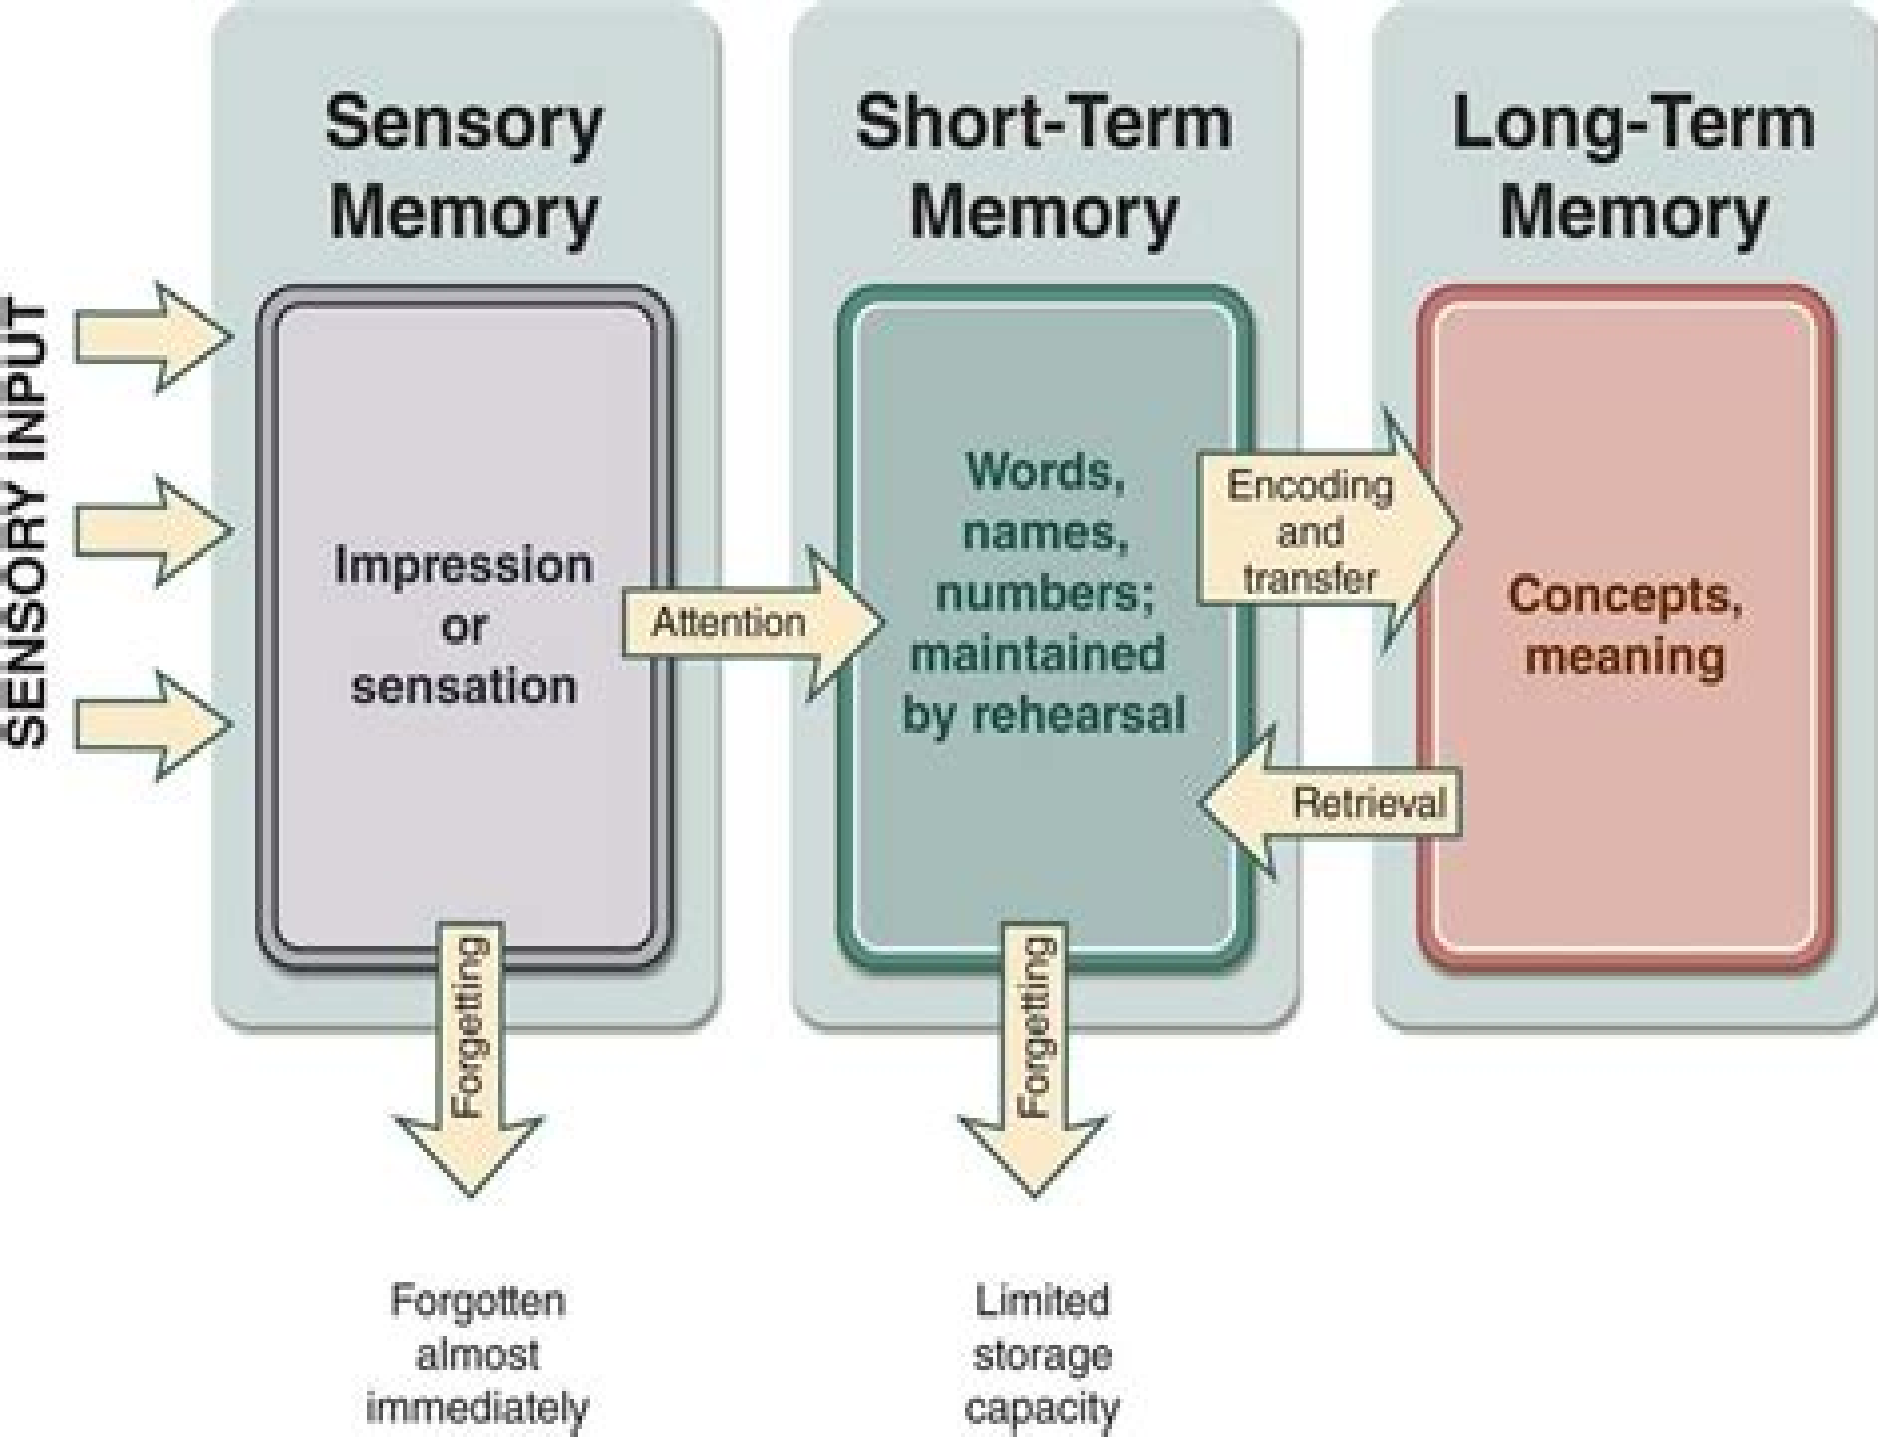 Sensory
Memory
Short-Term
Memory
Long-Term
Memory
SENSORY INPUT
Impression
or
sensation
Attention
Words,
names,
numbers;
maintained
by rehearsal
Encoding
and
transfer
Retrieval
Concepts,
meaning
Forgetting
Forgetting
Forgotten
almost
immediately
Limited
storage
capacity